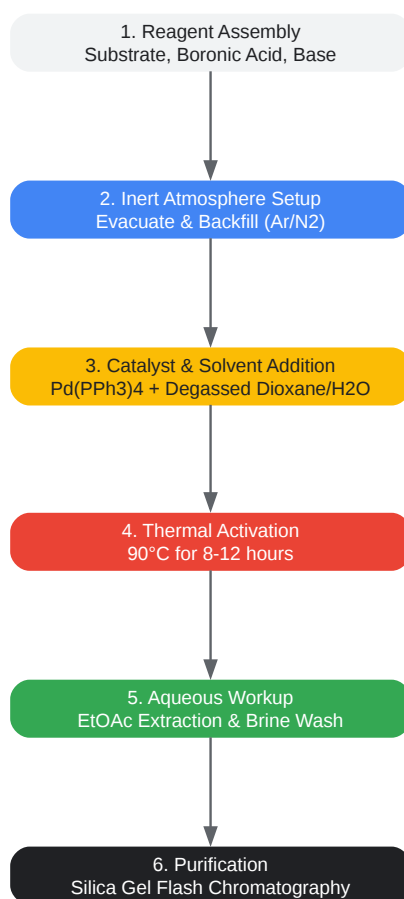 1. Reagent Assembly
Substrate, Boronic Acid, Base
2. Inert Atmosphere Setup
Evacuate & Backfill (Ar/N2)
3. Catalyst & Solvent Addition
Pd(PPh3)4 + Degassed Dioxane/H2O
4. Thermal Activation
90°C for 8-12 hours
5. Aqueous Workup
EtOAc Extraction & Brine Wash
6. Purification
Silica Gel Flash Chromatography